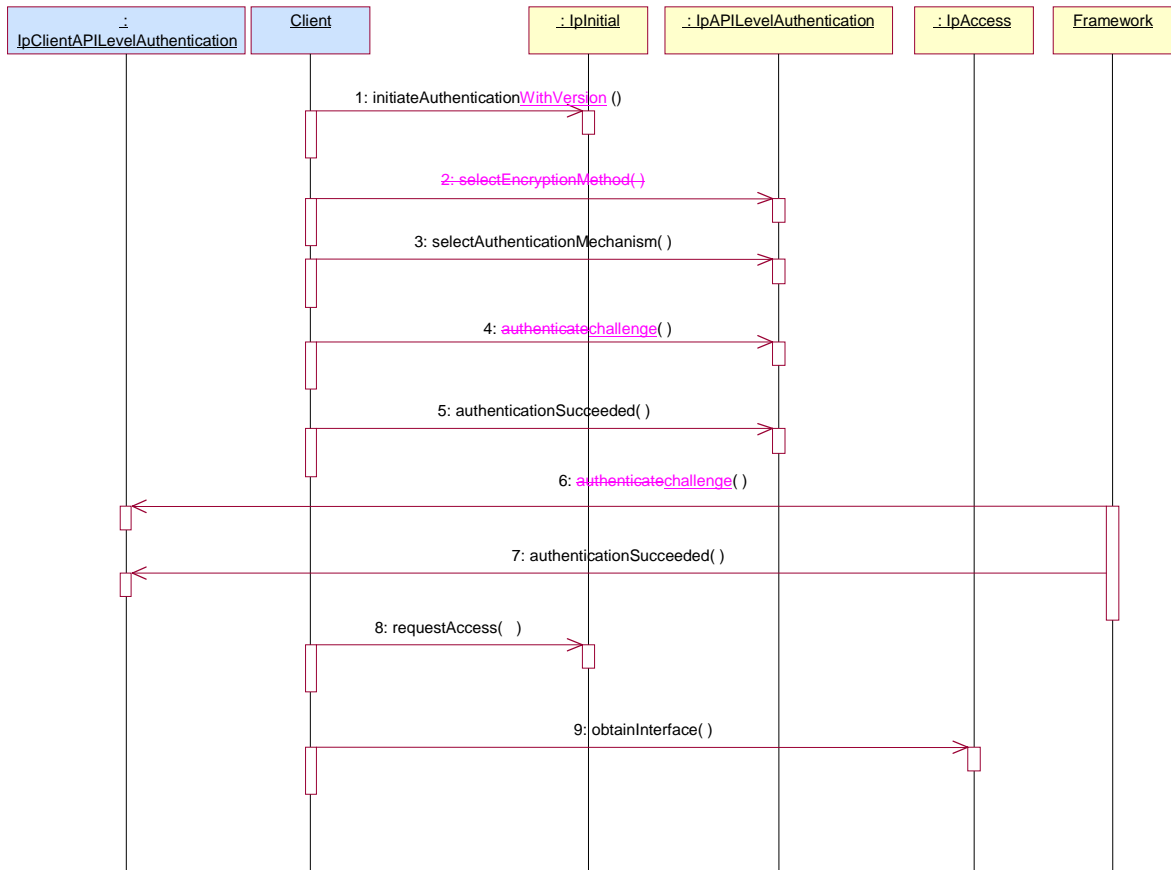 :
IpClientAPILevelAuthentication
Client
: IpInitial
: IpAPILevelAuthentication
: IpAccess
Framework
1: initiateAuthenticationWithVersion ()
2: selectEncryptionMethod( )
3: selectAuthenticationMechanism( )
4: authenticatechallenge( )
5: authenticationSucceeded( )
6: authenticatechallenge( )
7: authenticationSucceeded( )
8: requestAccess( )
9: obtainInterface( )